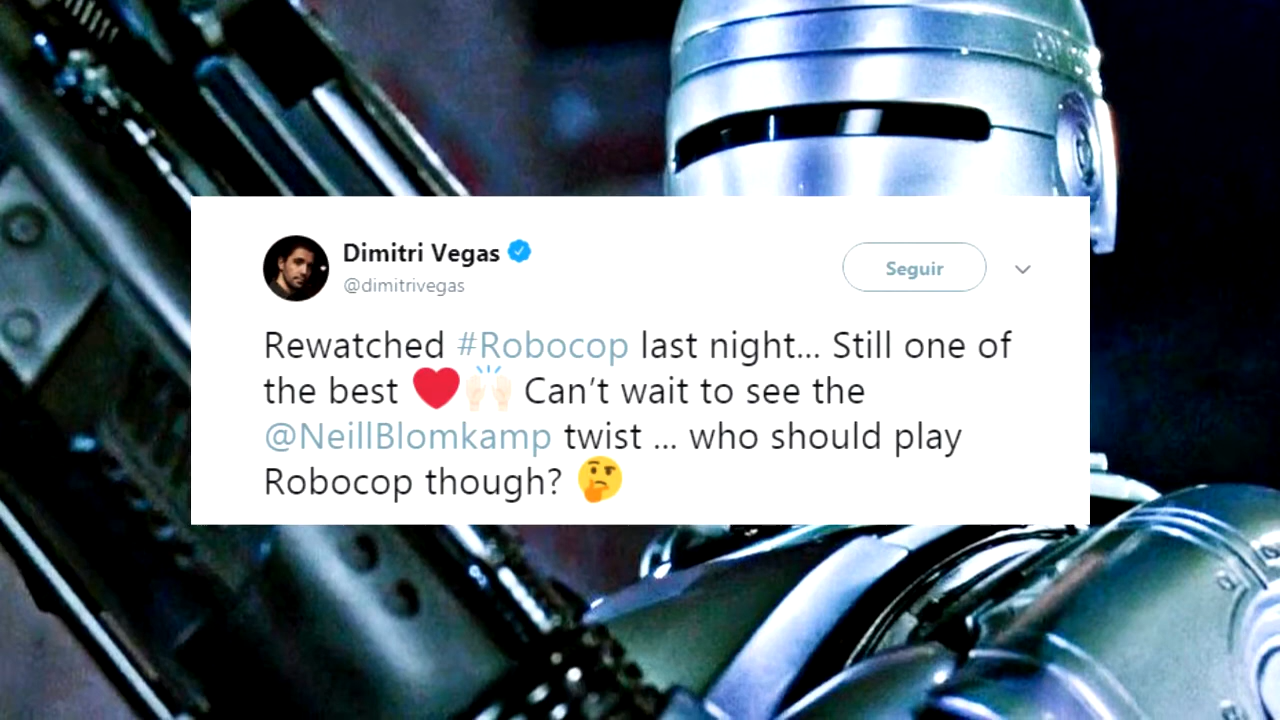 Dimitri Vegas
@dimitrivegas
Seguir
Rewatched #Robocop last night... Still one of
the best ❤️🙌🏻 Can’t wait to see the
@NeillBlomkamp twist ... who should play
Robocop though? 🤔